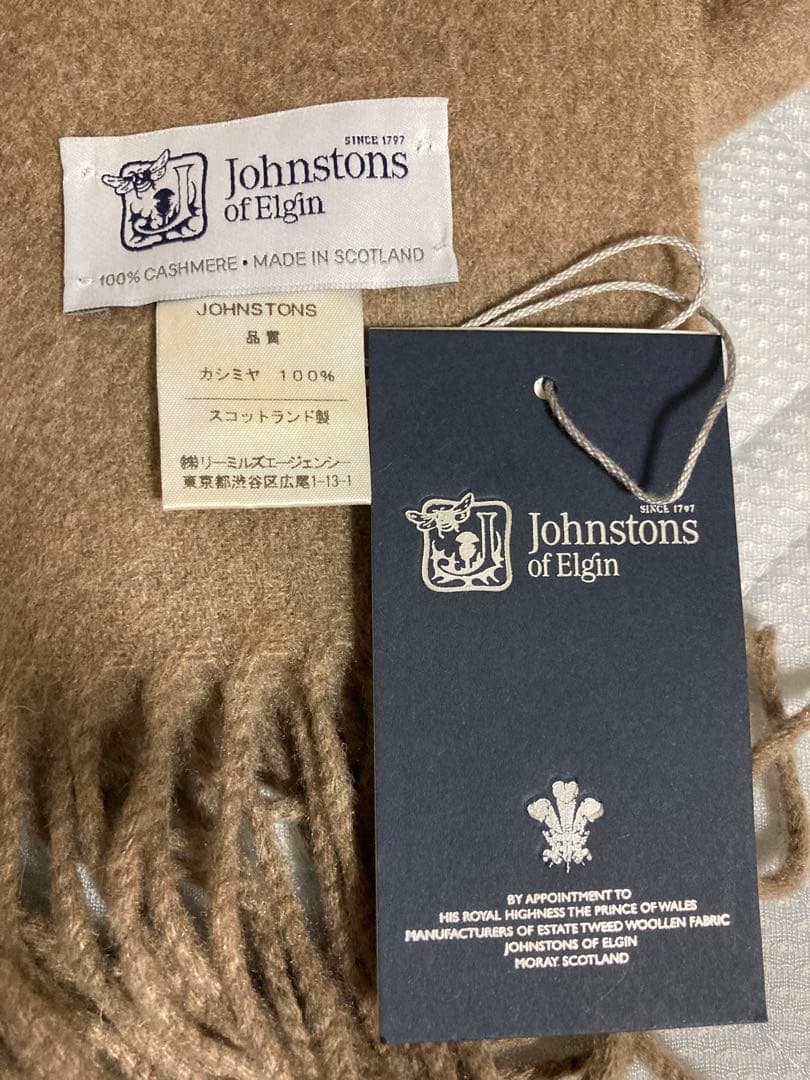 SINCE 1797
Johnstons
of Elgin
100% CASHMERE • MADE IN SCOTLAND
JOHNSTONS
品質
カシミヤ 100%
スコットランド製
㈱リーミルズエージェンシー
東京都渋谷区広尾1-13-1
SINCE 1797
Johnstons
of Elgin
BY APPOINTMENT TO
HIS ROYAL HIGHNESS THE PRINCE OF WALES
MANUFACTURERS OF ESTATE TWEED WOOLLEN FABRIC
JOHNSTONS OF ELGIN
MORAY. SCOTLAND